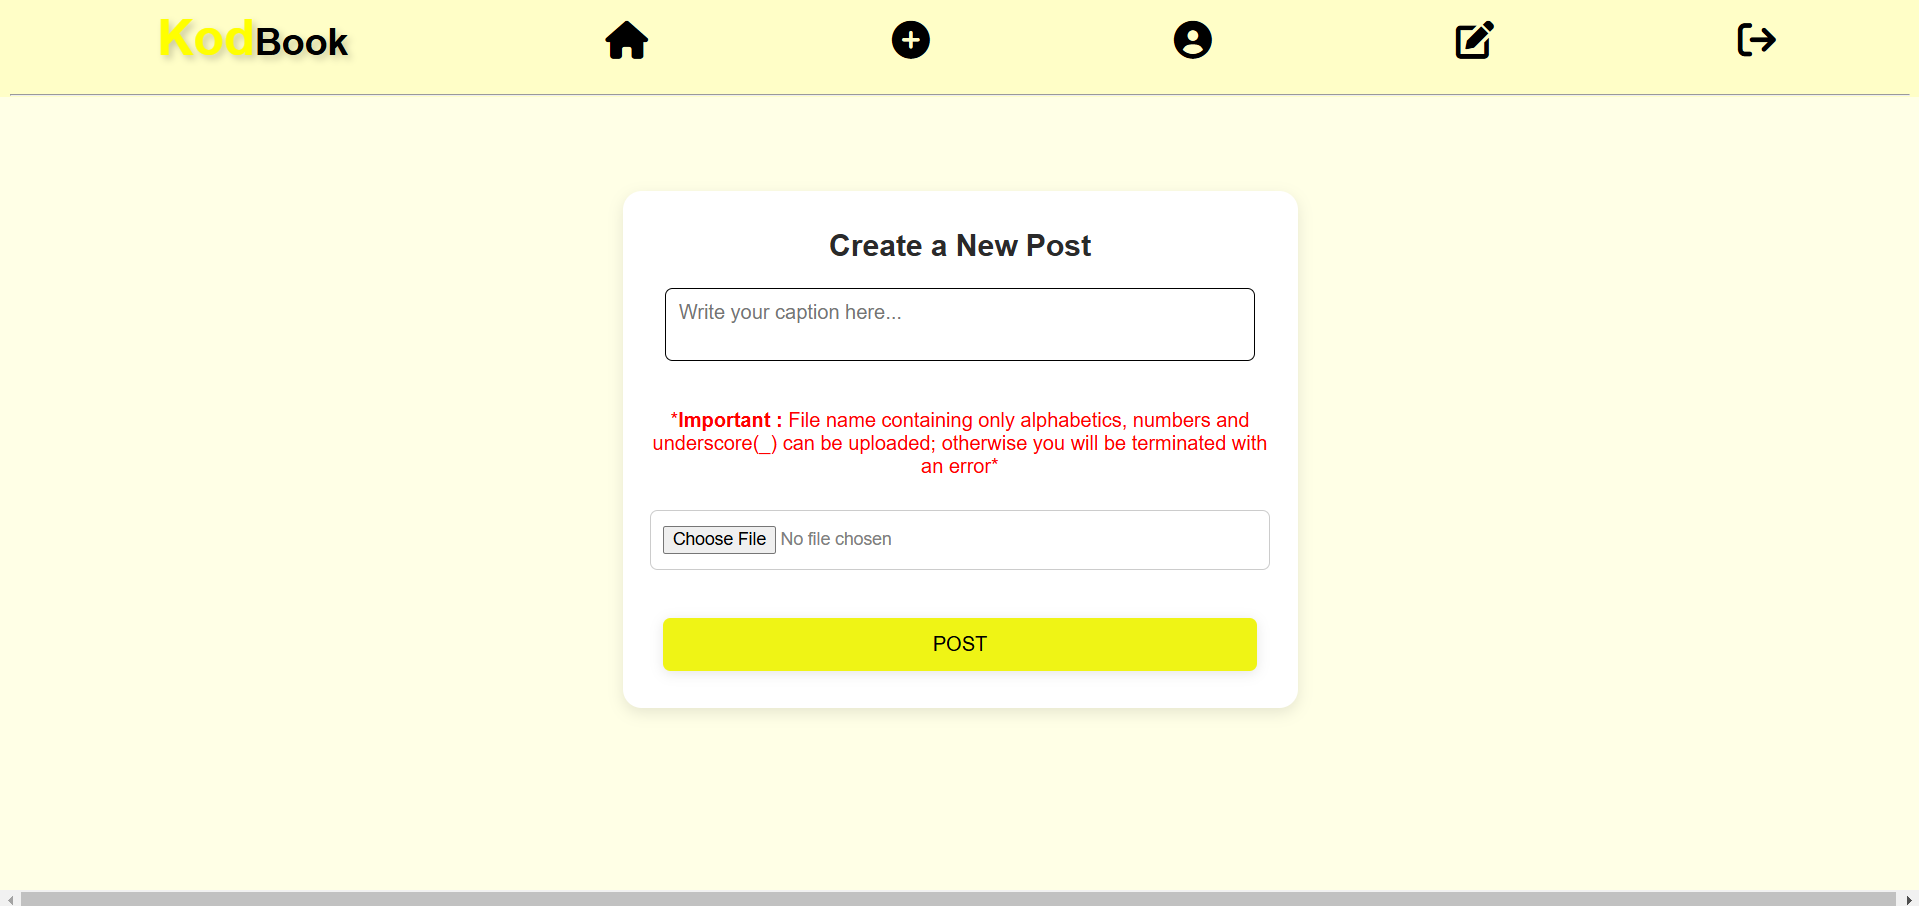 KodBook
Create a New Post
Write your caption here...
*Important : File name containing only alphabetics, numbers and
underscore(_) can be uploaded; otherwise you will be terminated with
an error*
Choose File No file chosen
POST